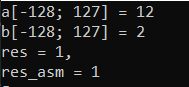 a[-128; 127] = 12
b[-128; 127] = 2
res = 1,
res_asm = 1